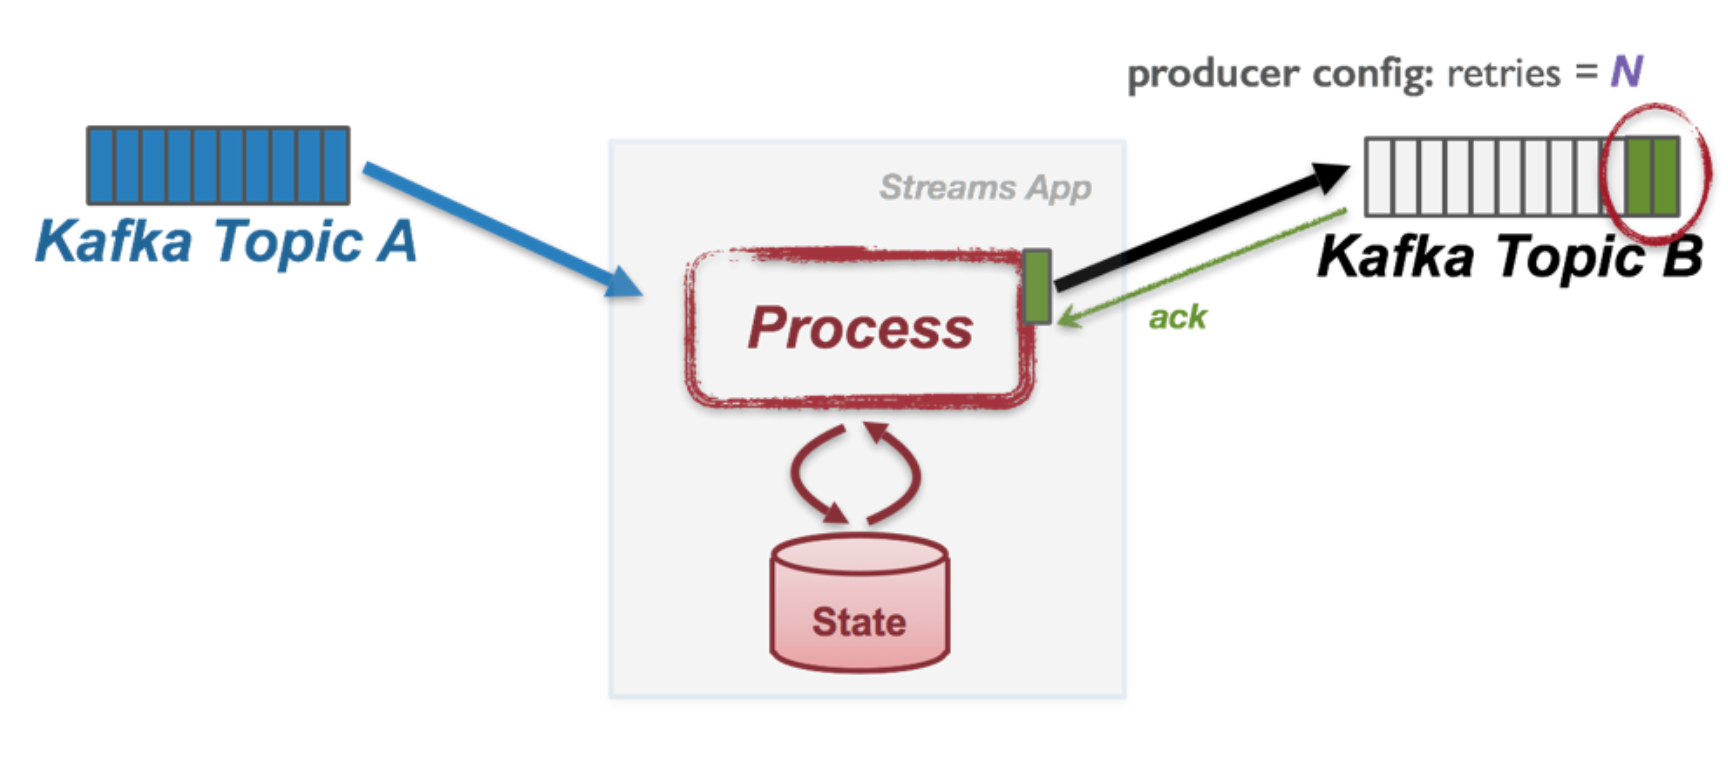 producer config: retries = N
Kafka Topic A
Streams App
Kafka Topic B
Process
ack
State